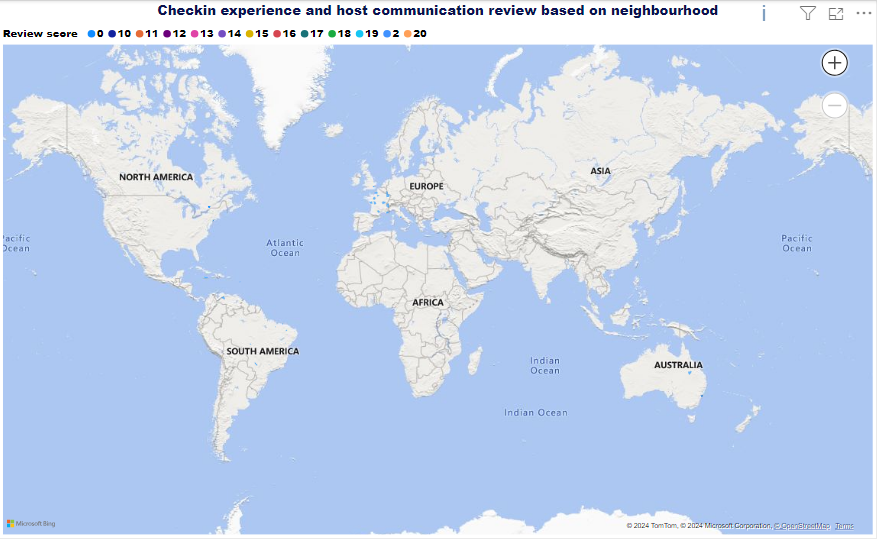 Checkin experience and host communication review based on neighbourhood
Review score 0 10 11 12 13 14 15 16 17 18 19 2 20
NORTH AMERICA
EUROPE
ASIA
Pacific
Ocean
Atlantic
Ocean
Pacific
Ocean
AFRICA
SOUTH AMERICA
Indian
Ocean
AUSTRALIA
Indian Ocean
Microsoft Bing
© 2024 TomTom, © 2024 Microsoft Corporation, © OpenStreetMap Terms